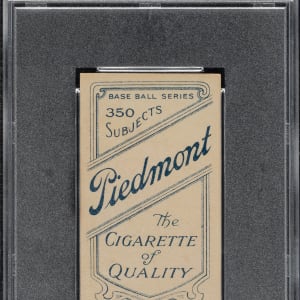 BASE BALL SERIES
350
SUBJECTS
Piedmont
The
CIGARETTE
of
QUALITY